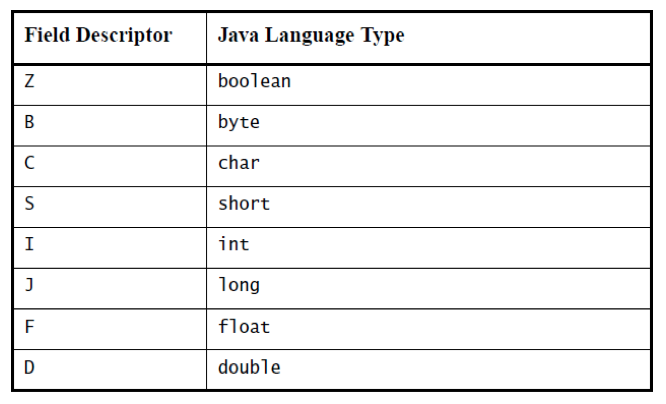 Field Descriptor Java Language Type
Z boolean
B byte
C char
S short
I int
J long
F float
D double